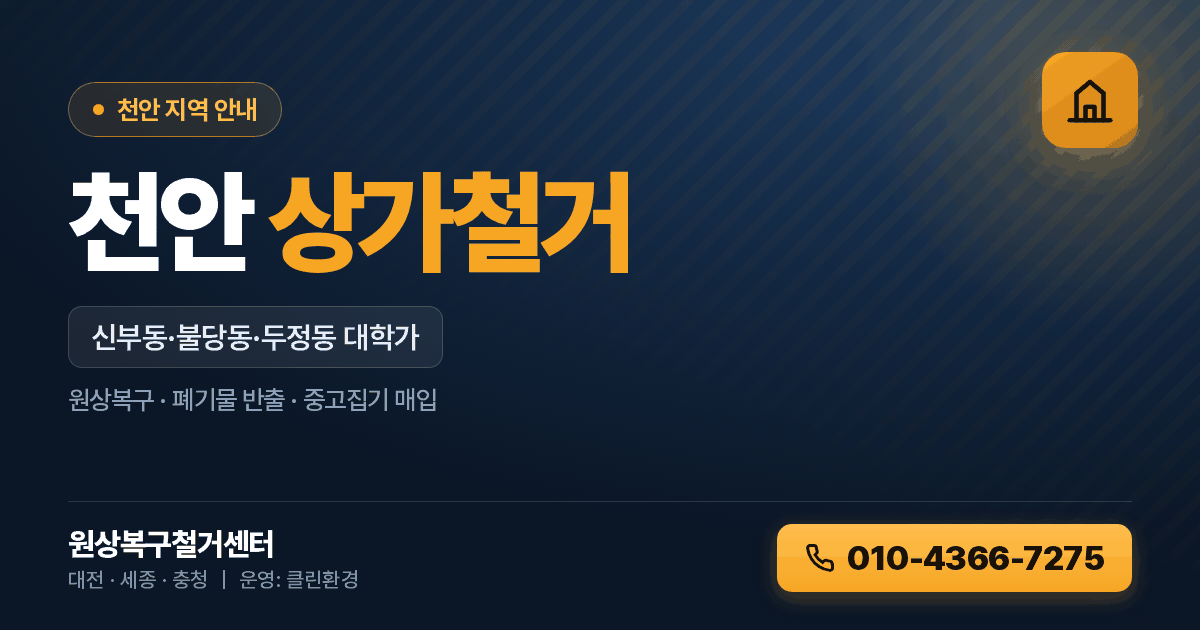 천안 지역 안내
천안 상가철거
신부동·불당동·두정동 대학가
원상복구 · 폐기물 반출 · 중고집기 매입
원상복구철거센터
대전 · 세종 · 충청 | 운영: 클린환경
010-4366-7275